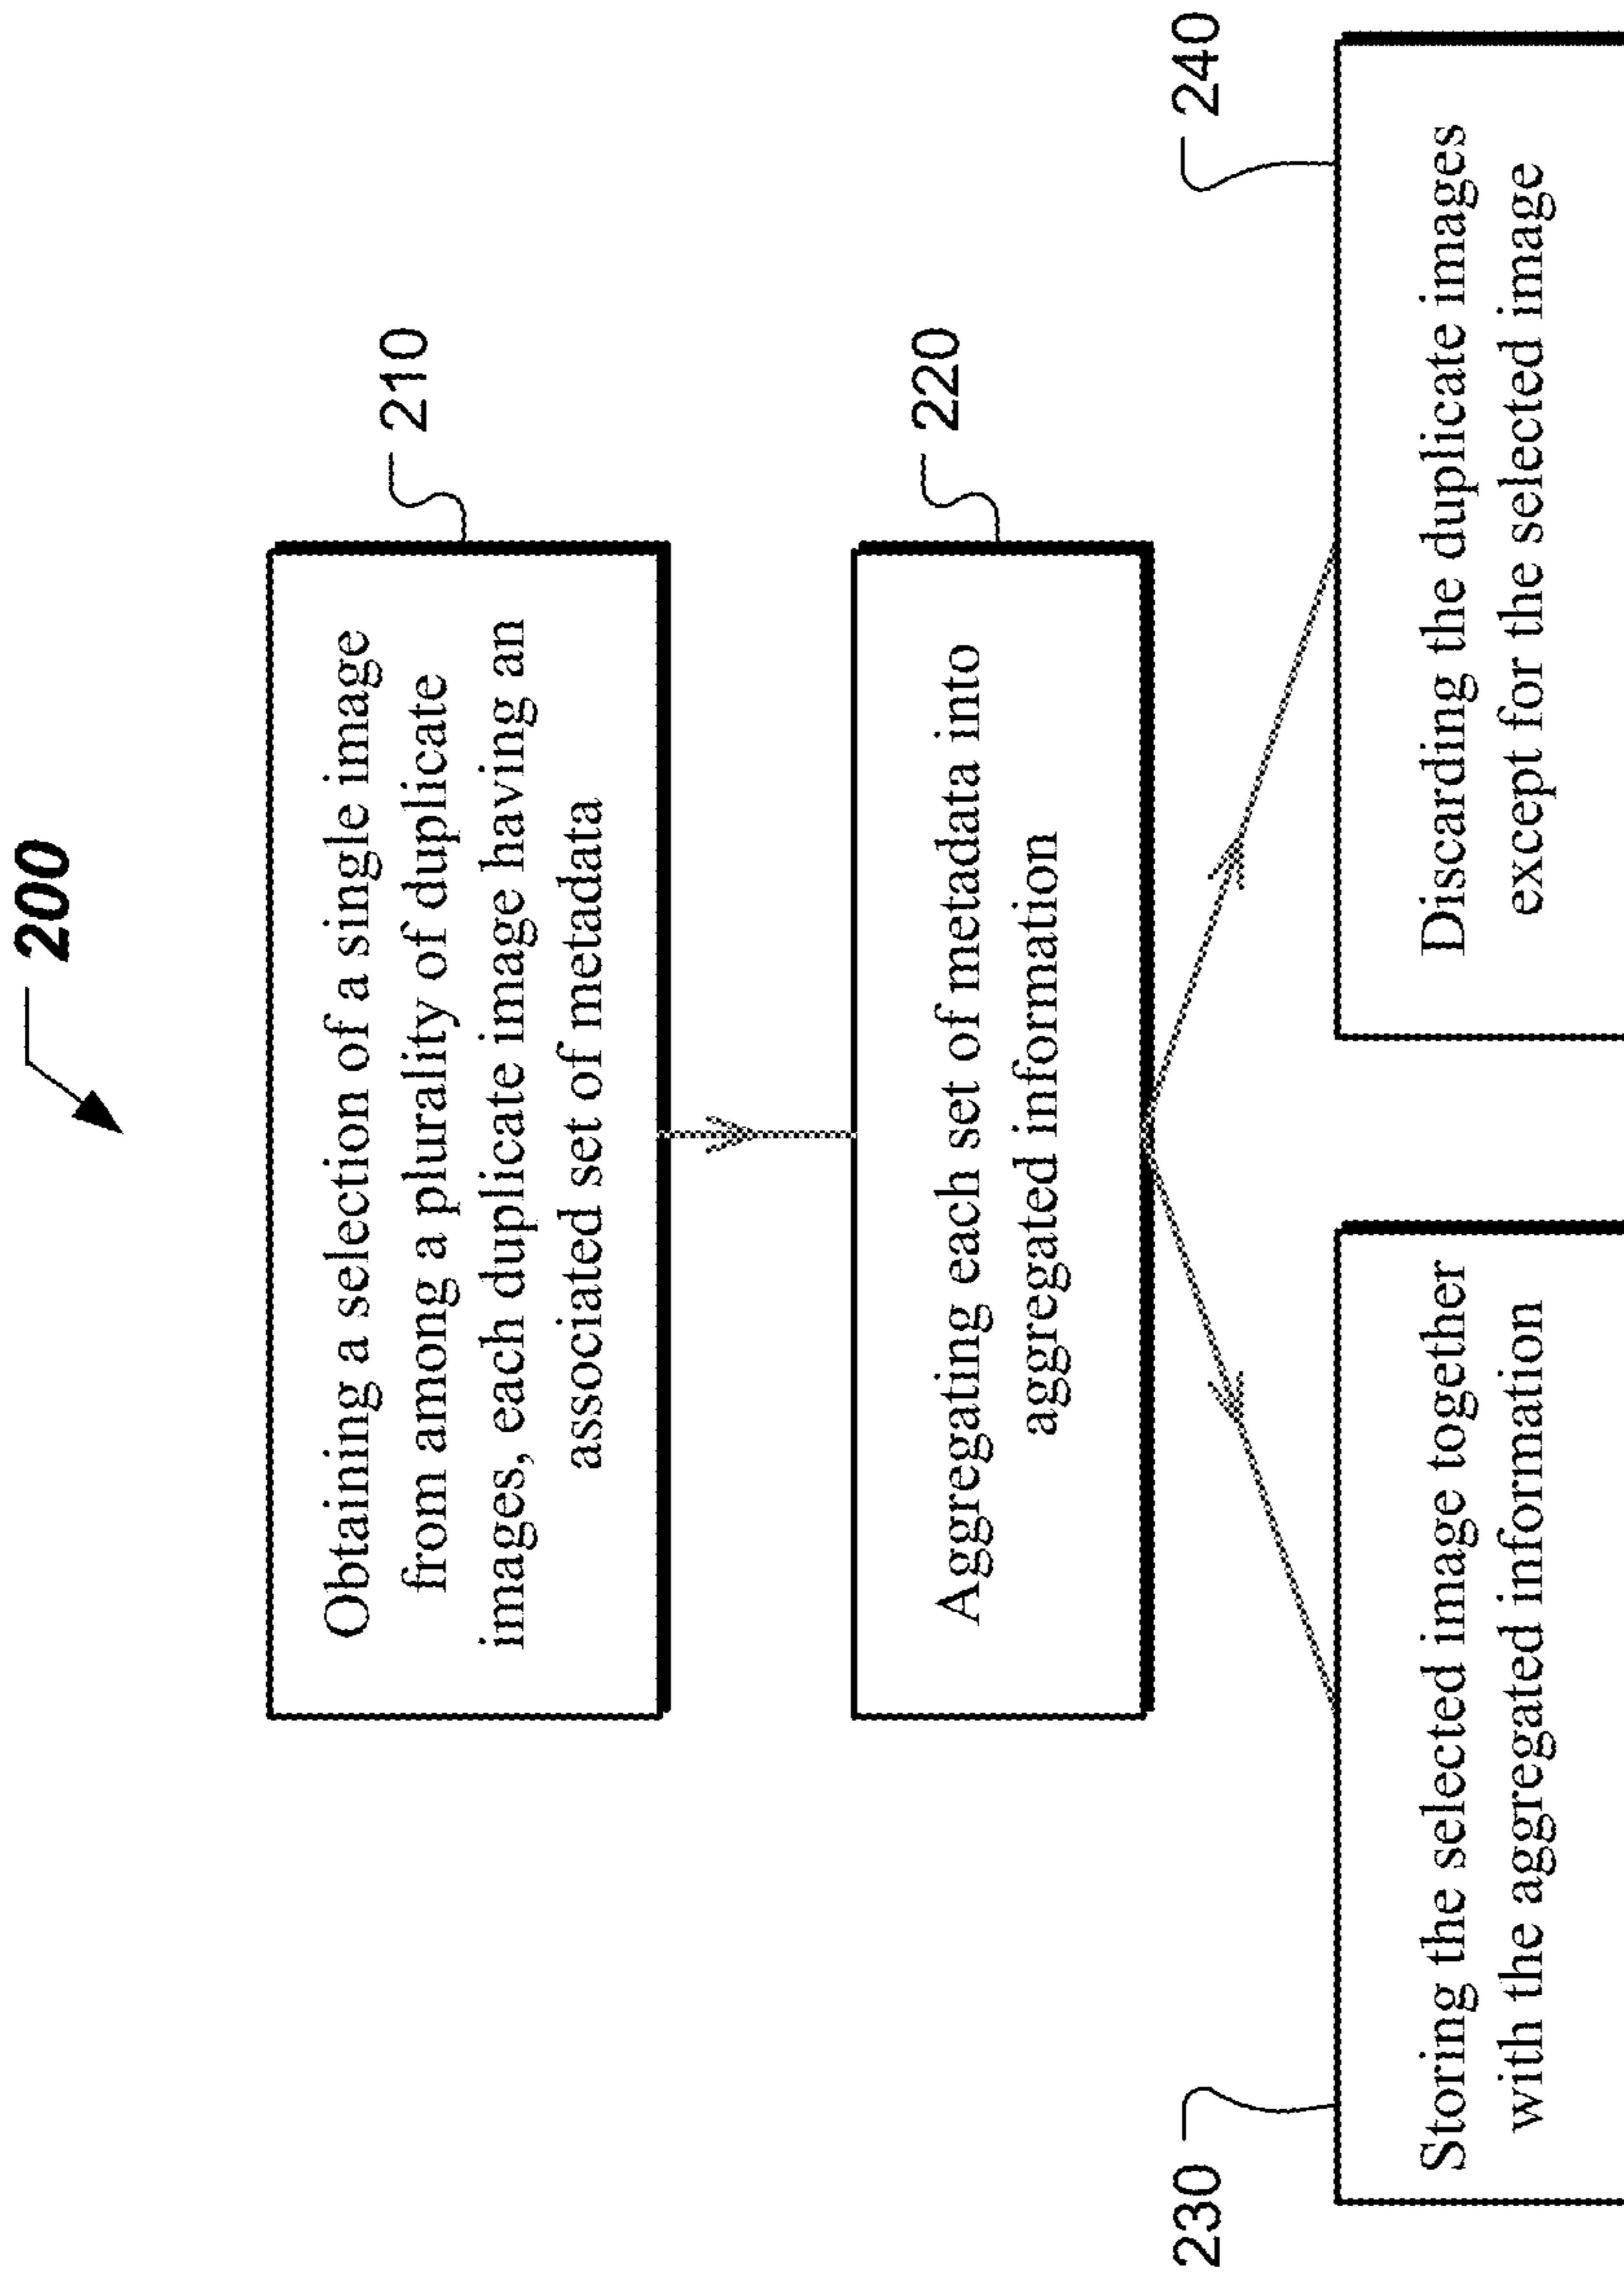 200
210
Obtaining a selection of a single image
from among a plurality of duplicate
images, each duplicate image having an
associated set of metadata
220
Aggregating each set of metadata into
aggregated information
230
Storing the selected image together
with the aggregated information
240
Discarding the duplicate images
except for the selected image